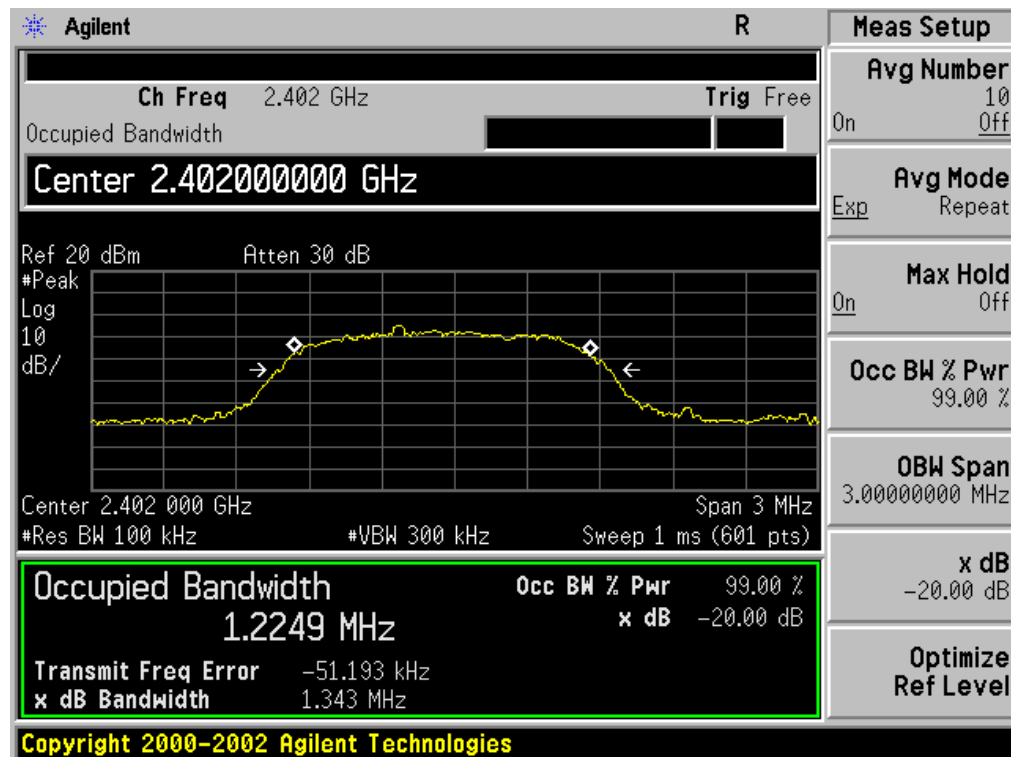 Agilent R
Ch Freq 2.402 GHz Trig Free
Occupied Bandwidth
Center 2.402000000 GHz
Ref 20 dBm Atten 30 dB
#Peak
Log
10
dB/
Center 2.402 000 GHz Span 3 MHz
#Res BW 100 kHz #VBW 300 kHz Sweep 1 ms (601 pts)
Occupied Bandwidth Occ BW % Pwr 99.00 %
1.2249 MHz x dB -20.00 dB
Transmit Freq Error -51.193 kHz
x dB Bandwidth 1.343 MHz
Meas Setup
Avg Number
10
On Off
Avg Mode
Exp Repeat
Max Hold
On Off
Occ BW % Pwr
99.00 %
OBW Span
3.00000000 MHz
x dB
-20.00 dB
Optimize
Ref Level
Copyright 2000-2002 Agilent Technologies